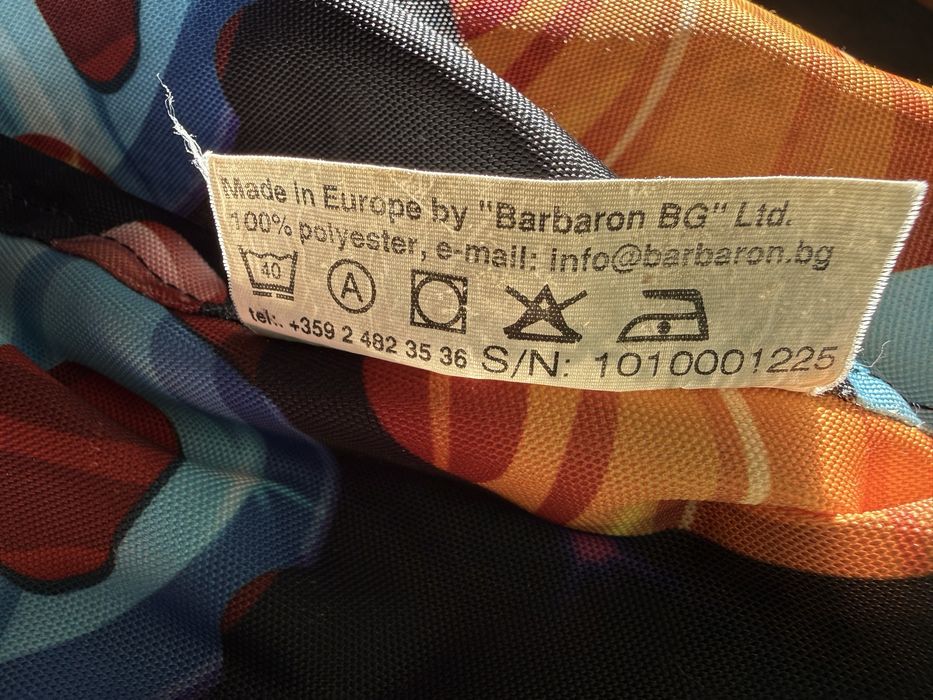 Made in Europe by "Barbaron BG" Ltd.
100% polyester, e-mail: info@barbaron.bg
40 A
tel:. +359 2 482 35 36 S/N: 1010001225